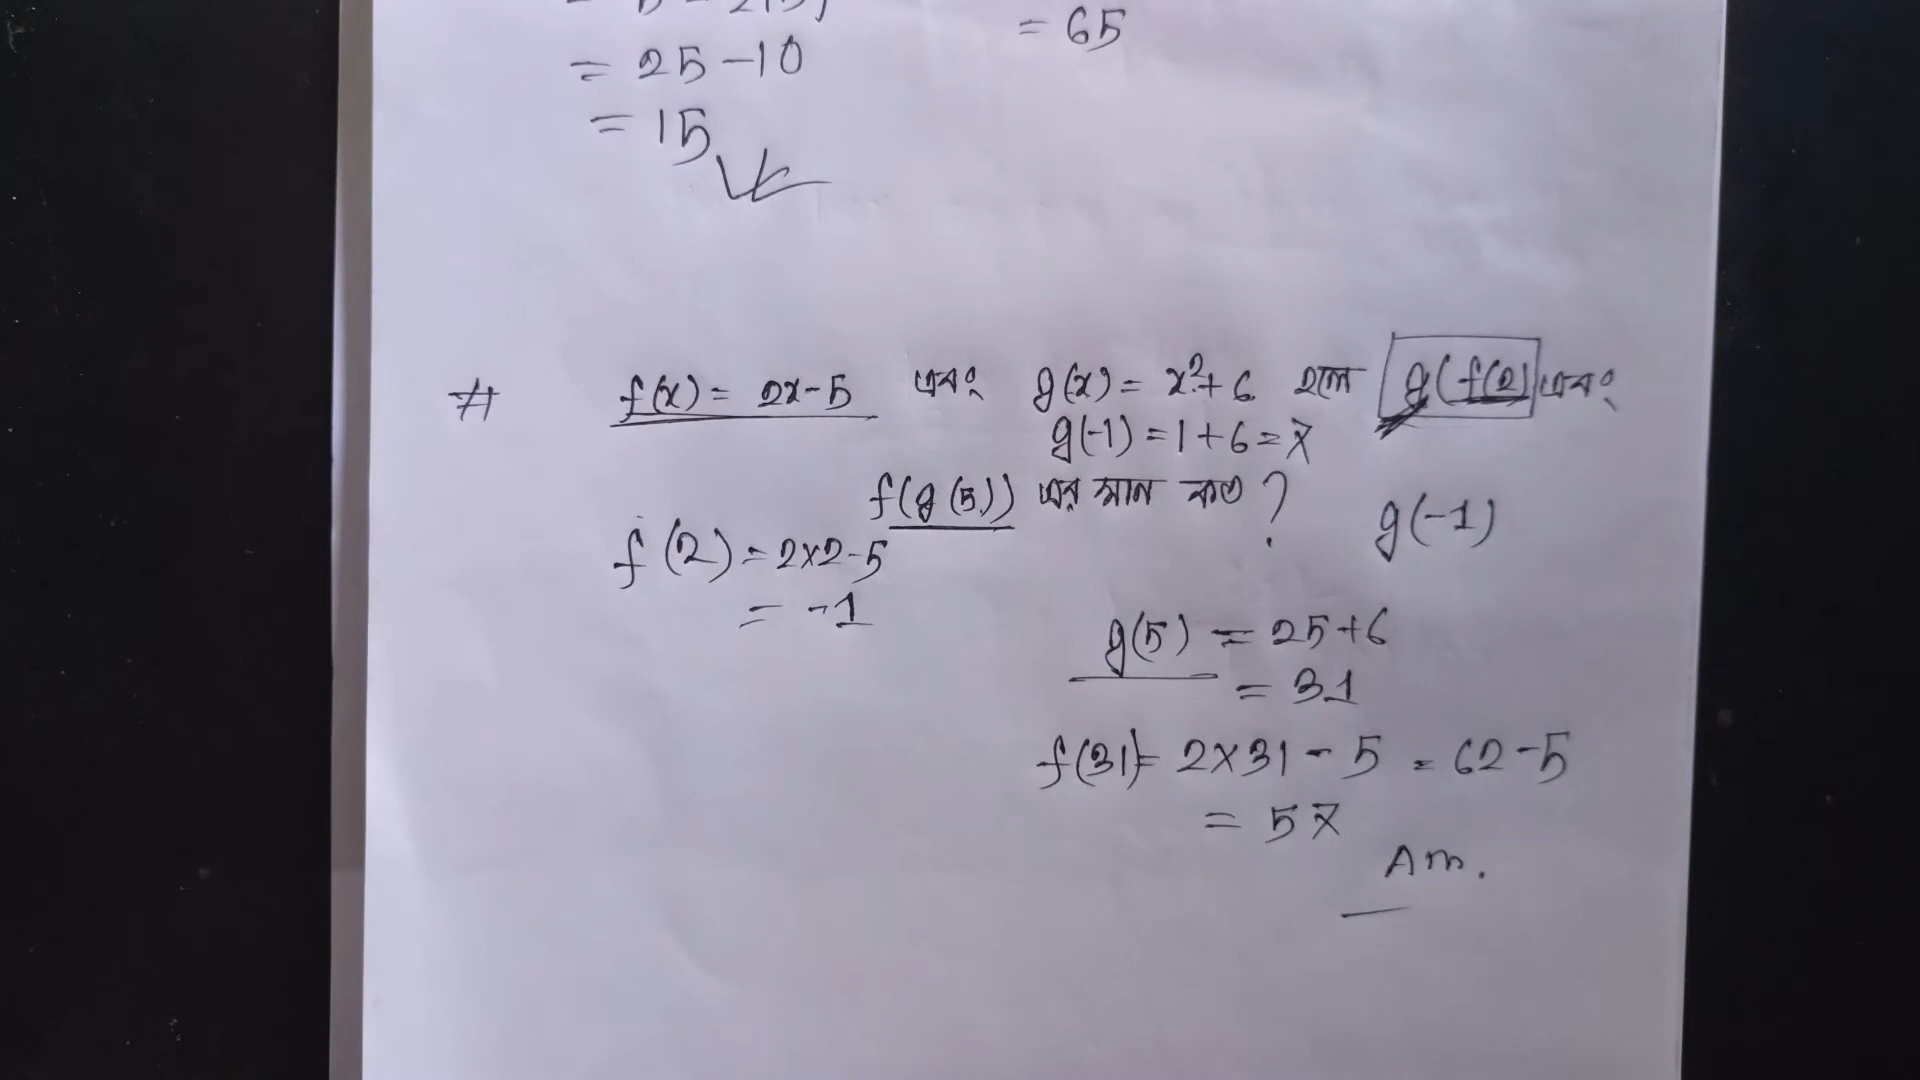 = 65
= 25 - 10
= 15
# f(x) = 2x - 5 এবং g(x) = x² + 6 হলে g(f(2) এবং
g(-1) = 1 + 6 = 7
f(g(5)) এর মান কত ?
g(-1)
f(2) = 2×2-5
= -1
g(5) = 25+6
= 31
f(31) = 2×31 - 5 = 62 - 5
= 57
Ans.